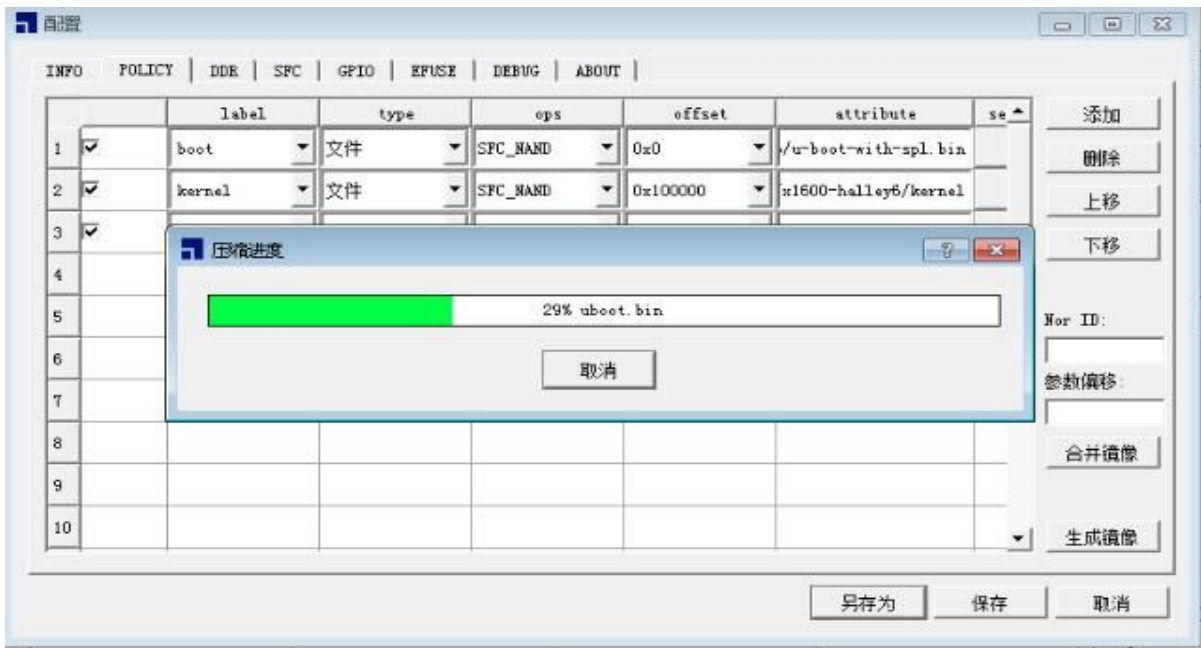 配置
INFO POLICY DDR SFC GPIO EFUSE DEBUG ABOUT
label type ops offset attribute se
1 boot 文件 SFC_NAND 0x0 /u-boot-with-spl.bin
2 kernel 文件 SFC_NAND 0x100000 x1600-halley6/kernel
3
4
5
6
7
8
9
10
压缩进度
29% uboot.bin
取消
添加
删除
上移
下移
Nor ID:
参数偏移:
合并镜像
生成镜像
另存为 保存 取消